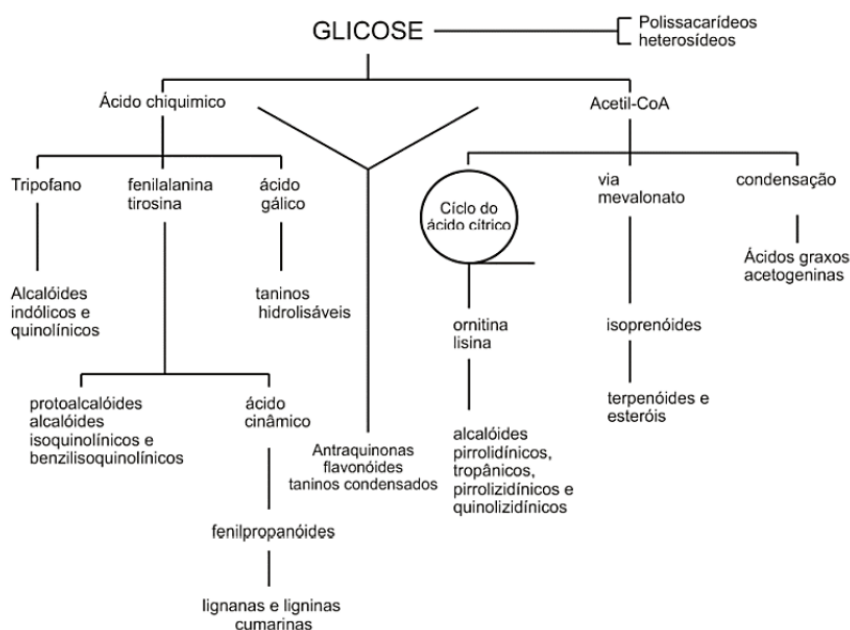 GLICOSE
Polissacarídeos
heterosídeos
Ácido chiquimico
Acetil-CoA
Tripofano
fenilalanina
tirosina
ácido
gálico
Cíclo do
ácido cítrico
via
mevalonato
condensação
Alcalóides
indólicos e
quinolínicos
taninos
hidrolisáveis
ornitina
lisina
isoprenóides
Ácidos graxos
acetogeninas
protoalcalóides
alcalóides
isoquinolínicos e
benzilisoquinolínicos
ácido
cinâmico
Antraquinonas
flavonóides
taninos condensados
alcalóides
pirrolidínicos,
tropânicos,
pirrolizidínicos e
quinolizidínicos
terpenóides e
esteróis
fenilpropanóides
lignanas e ligninas
cumarinas